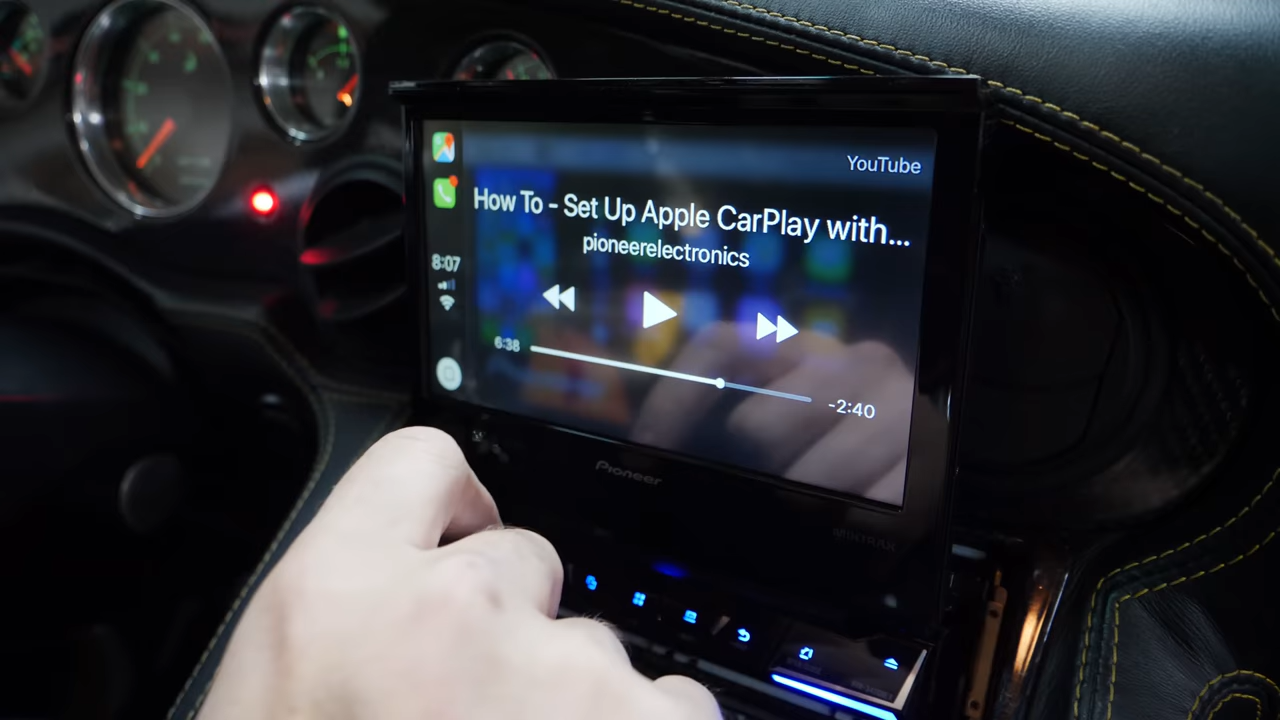 YouTube
How To - Set Up Apple CarPlay with...
pioneerelectronics
8:07
6:38
-2:40
Pioneer